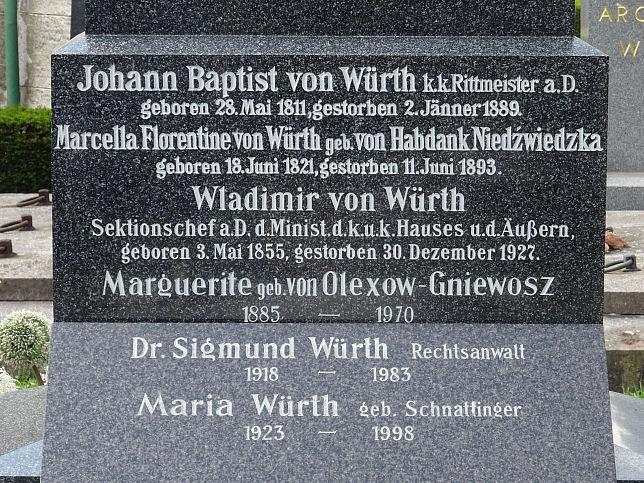 Johann Baptist von Würth k.k.Rittmeister a.D.
geboren 28. Mai 1811, gestorben 2. Jänner 1889.
Marcella Florentine von Würth geb. von Habdank Niedźwiedzka
geboren 18. Juni 1821, gestorben 11. Juni 1893.
Wladimir von Würth
Sektionschef a.D. d.Minist.d.k.u.k.Hauses u.d.Äußern,
geboren 3. Mai 1855, gestorben 30. Dezember 1927.
Marguerite geb. von Olexow-Gniewosz
1885 — 1970
Dr. Sigmund Würth Rechtsanwalt
1918 — 1983
Maria Würth geb. Schnattinger
1923 — 1998